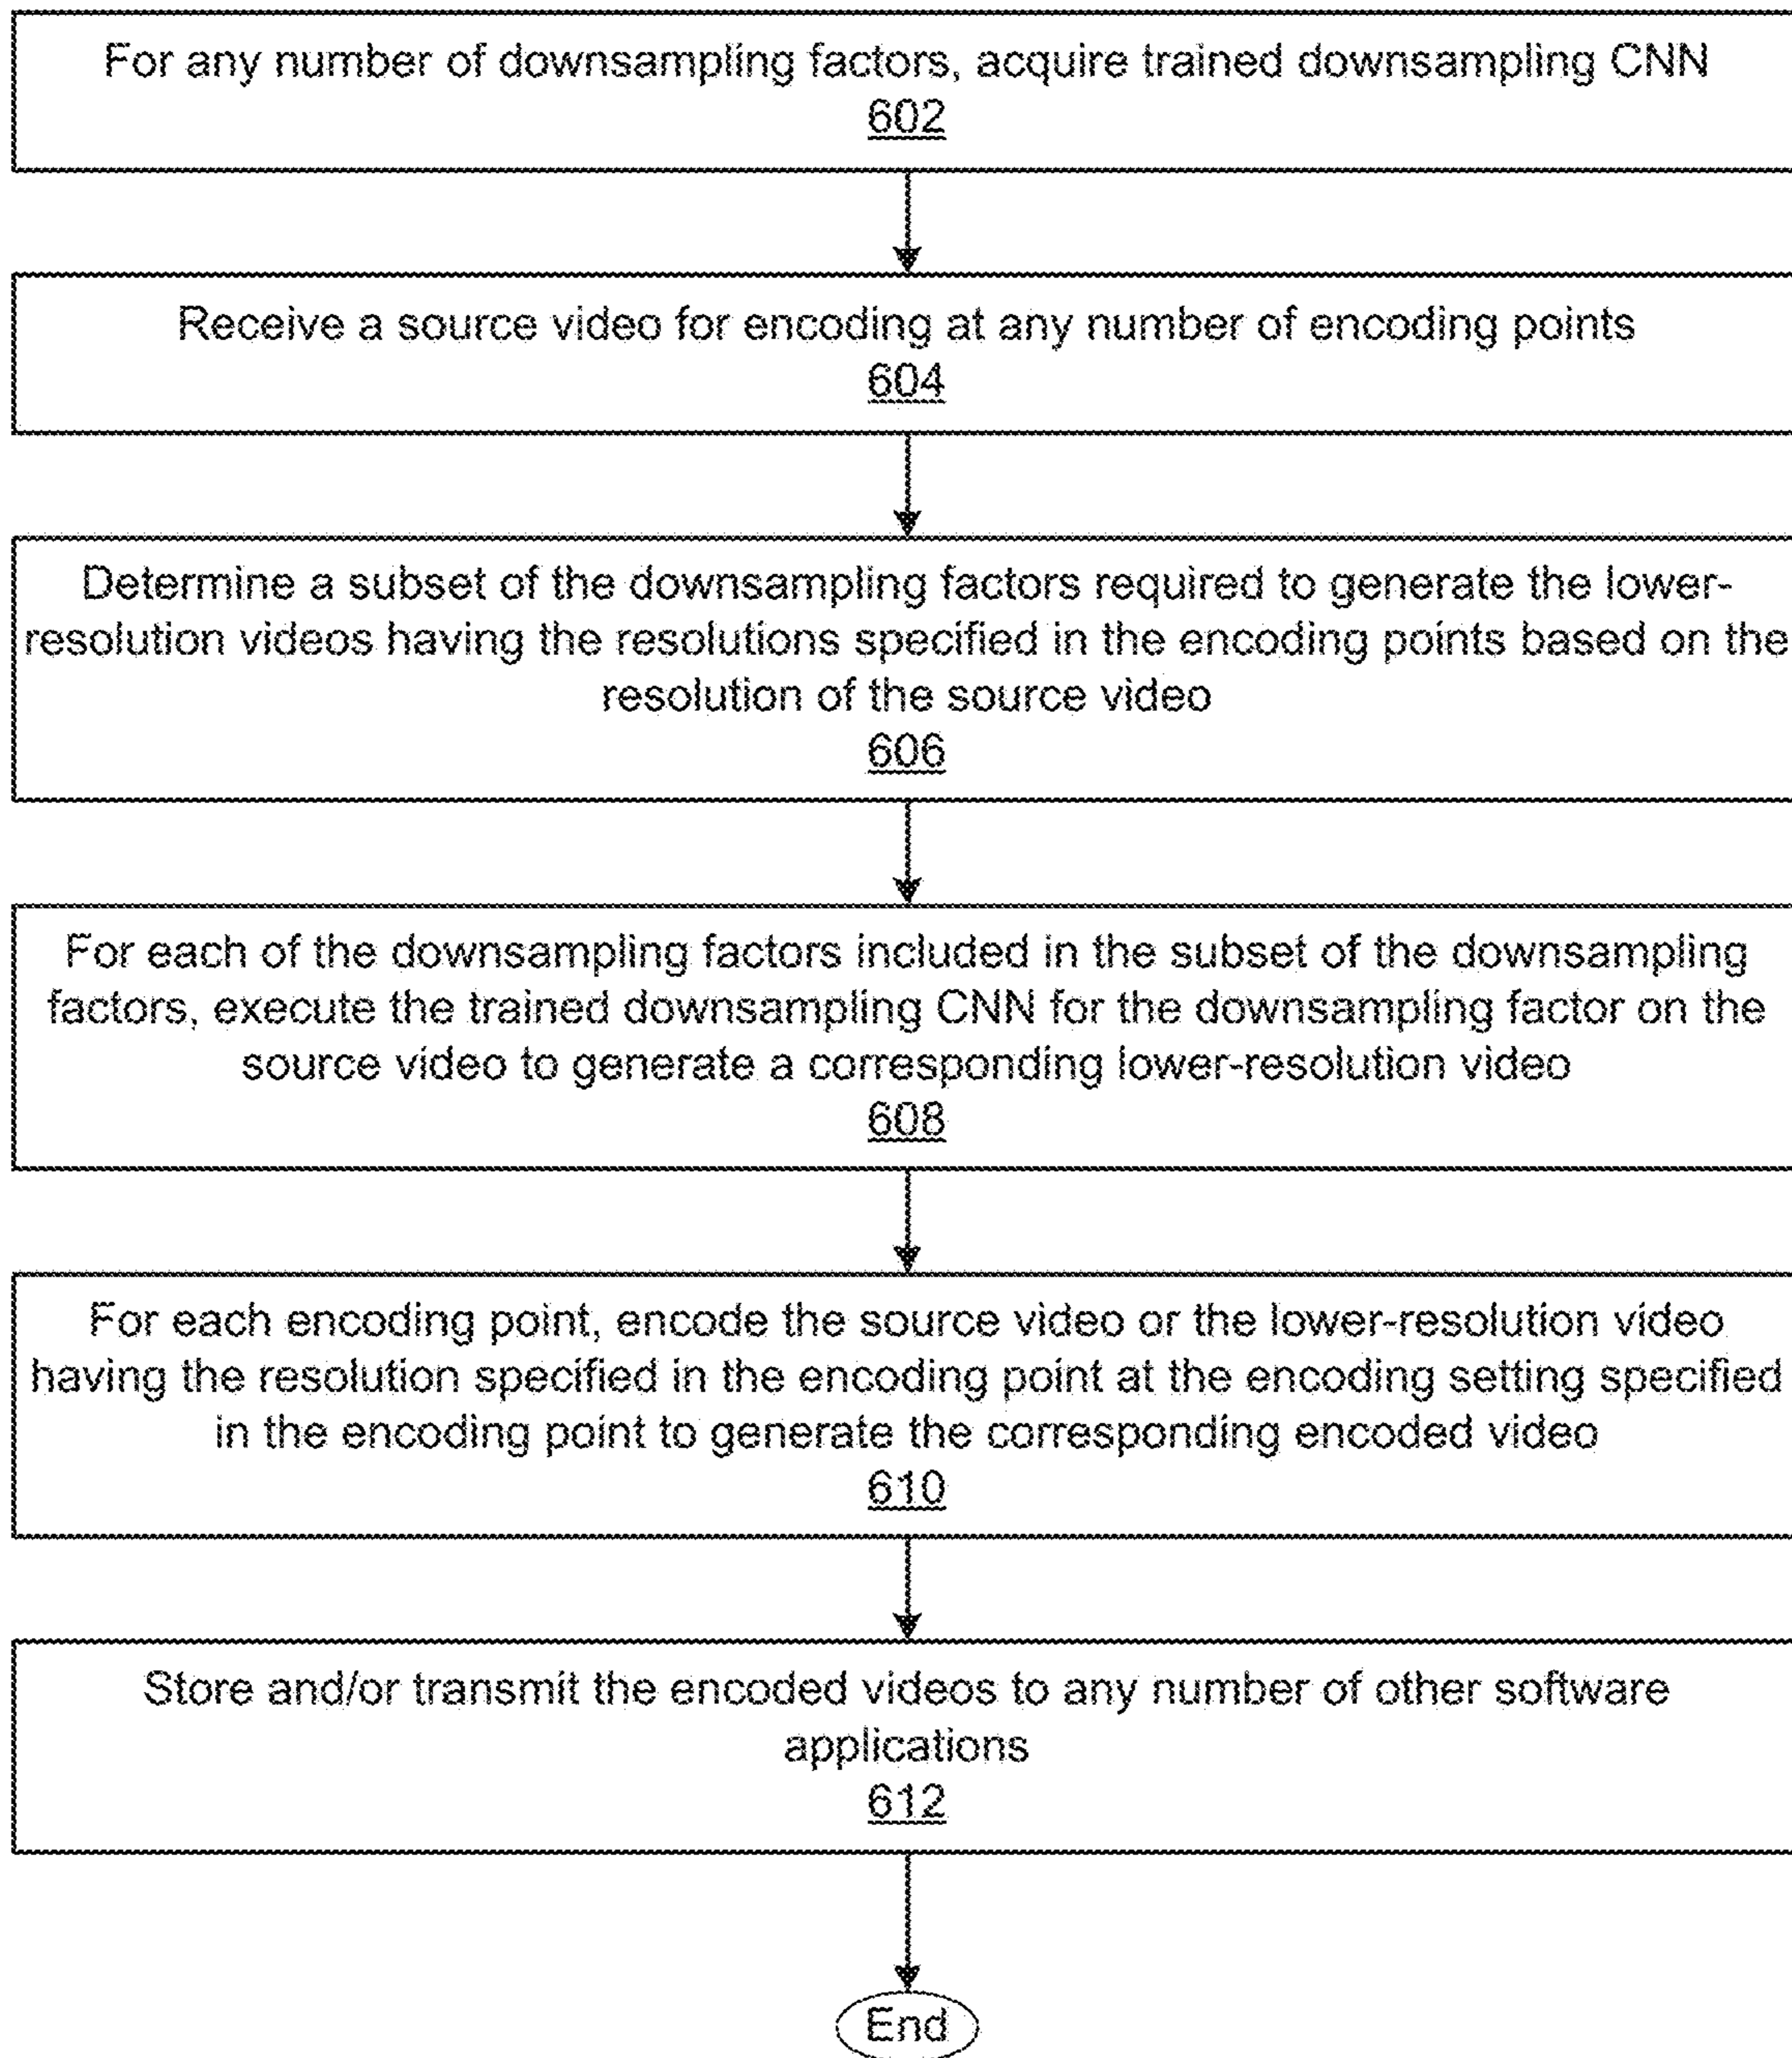 For any number of downsampling factors, acquire trained downsampling CNN
602
Receive a source video for encoding at any number of encoding points
604
Determine a subset of the downsampling factors required to generate the lower-
resolution videos having the resolutions specified in the encoding points based on the
resolution of the source video
606
For each of the downsampling factors included in the subset of the downsampling
factors, execute the trained downsampling CNN for the downsampling factor on the
source video to generate a corresponding lower-resolution video
608
For each encoding point, encode the source video or the lower-resolution video
having the resolution specified in the encoding point at the encoding setting specified
in the encoding point to generate the corresponding encoded video
610
Store and/or transmit the encoded videos to any number of other software
applications
612
End